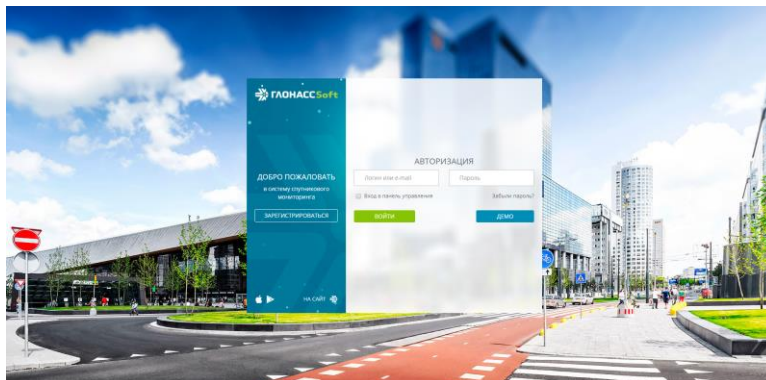 ГЛОНАССSoft
АВТОРИЗАЦИЯ
ДОБРО ПОЖАЛОВАТЬ
в систему спутникового
мониторинга
Логин или e-mail
Пароль
Вход в панель управления
Забыли пароль?
ЗАРЕГИСТРИРОВАТЬСЯ
ВОЙТИ
ДЕМО
НА САЙТ